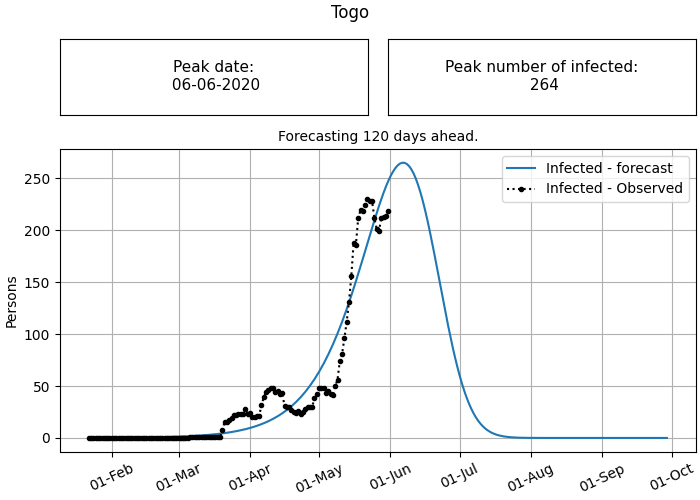 Togo
Peak date:
06-06-2020
Peak number of infected:
264
Forecasting 120 days ahead.
Infected - forecast
Infected - Observed
Persons
250
200
150
100
50
0
01-Feb
01-Mar
01-Apr
01-May
01-Jun
01-Jul
01-Aug
01-Sep
01-Oct